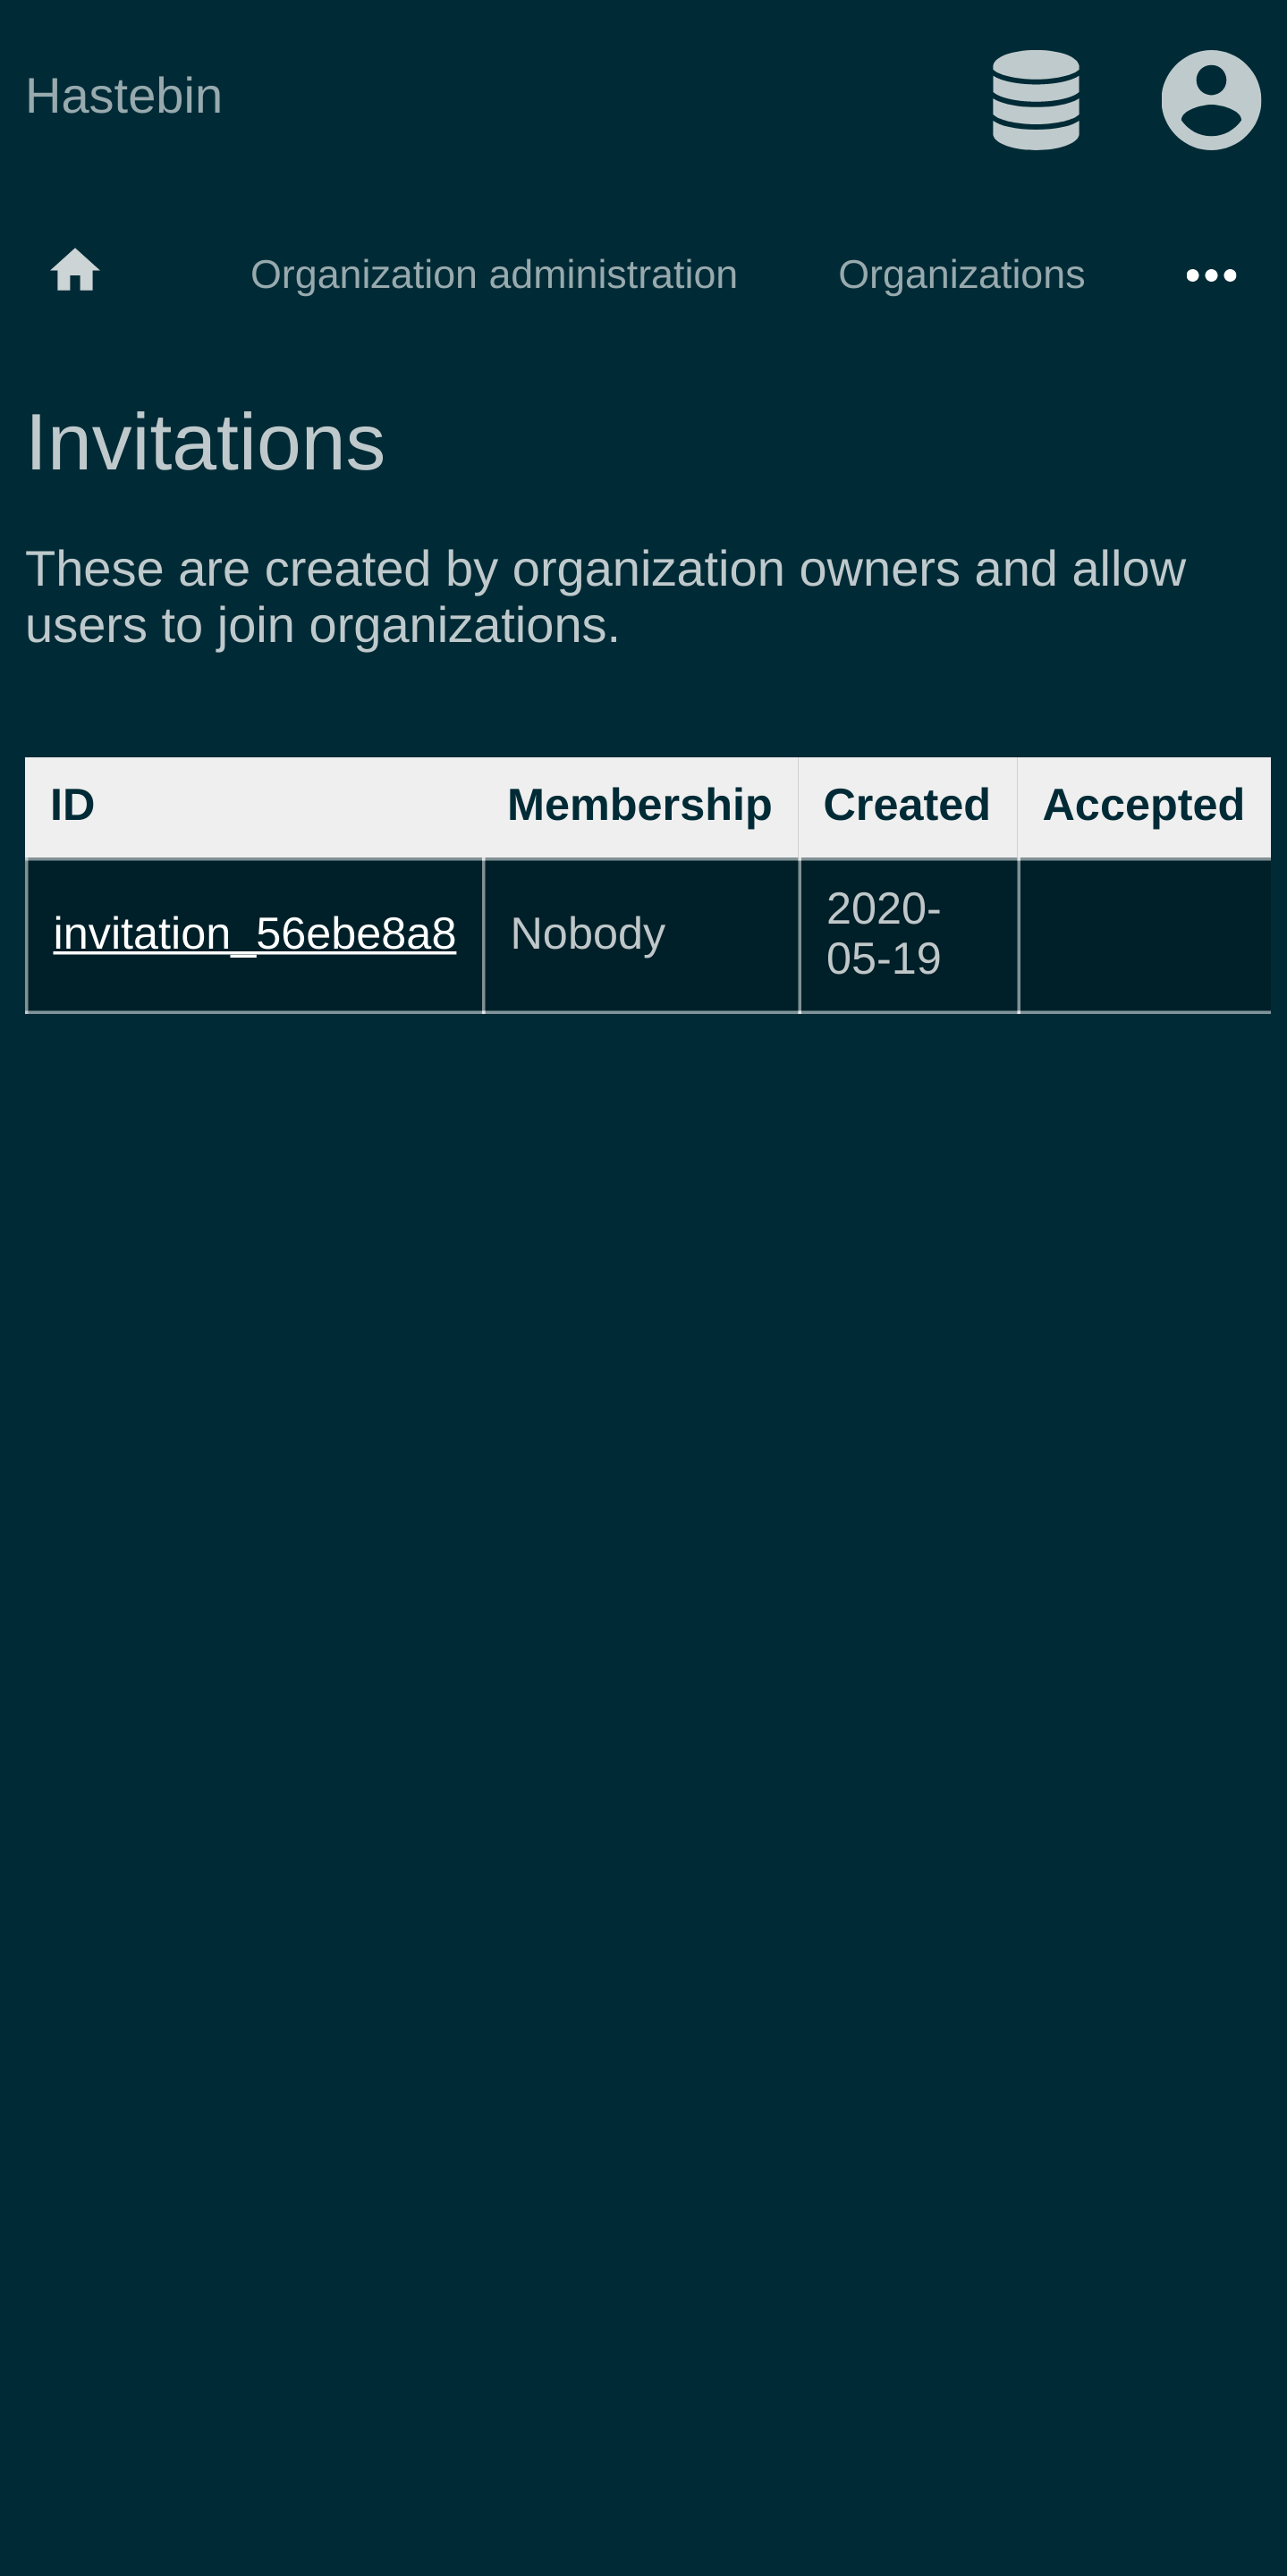 Hastebin
Organization administration Organizations
Invitations
These are created by organization owners and allow
users to join organizations.
ID Membership Created Accepted
invitation_56ebe8a8 Nobody 2020-
05-19